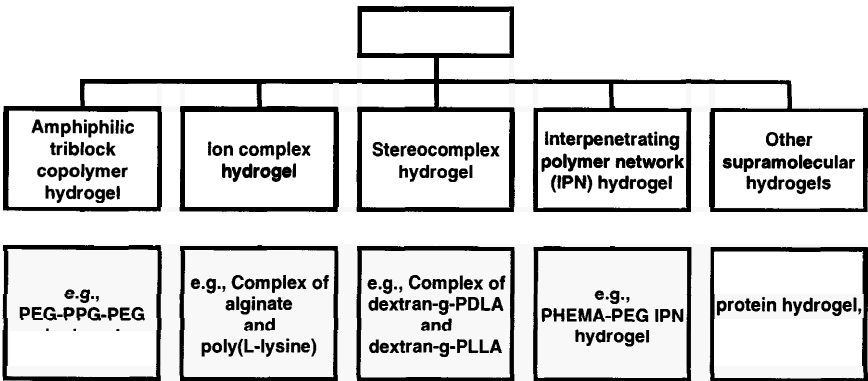 Amphiphilic
triblock
copolymer
hydrogel
Ion complex
hydrogel
Stereocomplex
hydrogel
Interpenetrating
polymer network
(IPN) hydrogel
Other
supramolecular
hydrogels
e.g.,
PEG-PPG-PEG
e.g., Complex of
alginate
and
poly(L-lysine)
e.g., Complex of
dextran-g-PDLA
and
dextran-g-PLLA
e.g.,
PHEMA-PEG IPN
hydrogel
protein hydrogel,